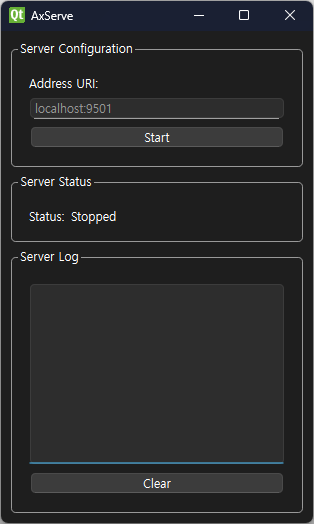 Qt AxServe
Server Configuration
Address URI:
localhost:9501
Start
Server Status
Status: Stopped
Server Log
Clear